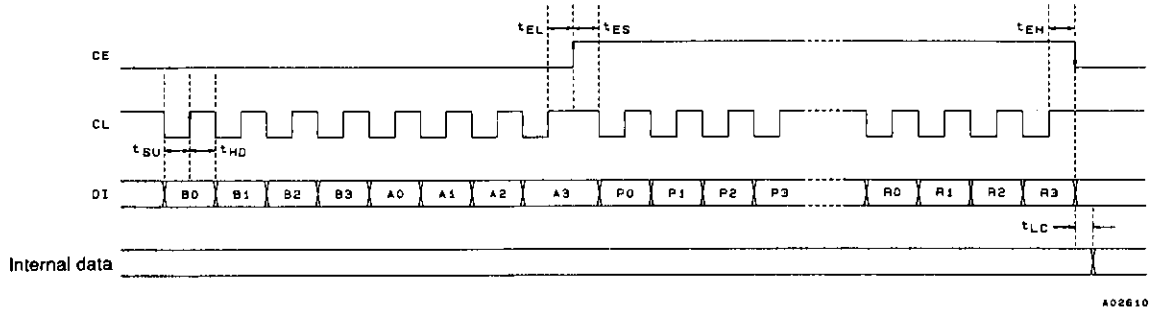 tEL tES tEH
CE
CL
tSU tHD
DI B0 B1 B2 B3 A0 A1 A2 A3 P0 P1 P2 P3 R0 R1 R2 R3
tLC
Internal data
A02610